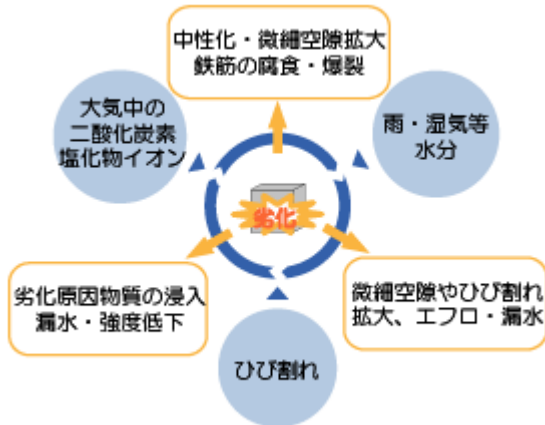 中性化・微細空隙拡大
鉄筋の腐食・爆裂
大気中の
二酸化炭素
塩化物イオン
雨・湿気等
水分
劣化
劣化原因物質の浸入
漏水・強度低下
微細空隙やひび割れ
拡大、エフロ・漏水
ひび割れ